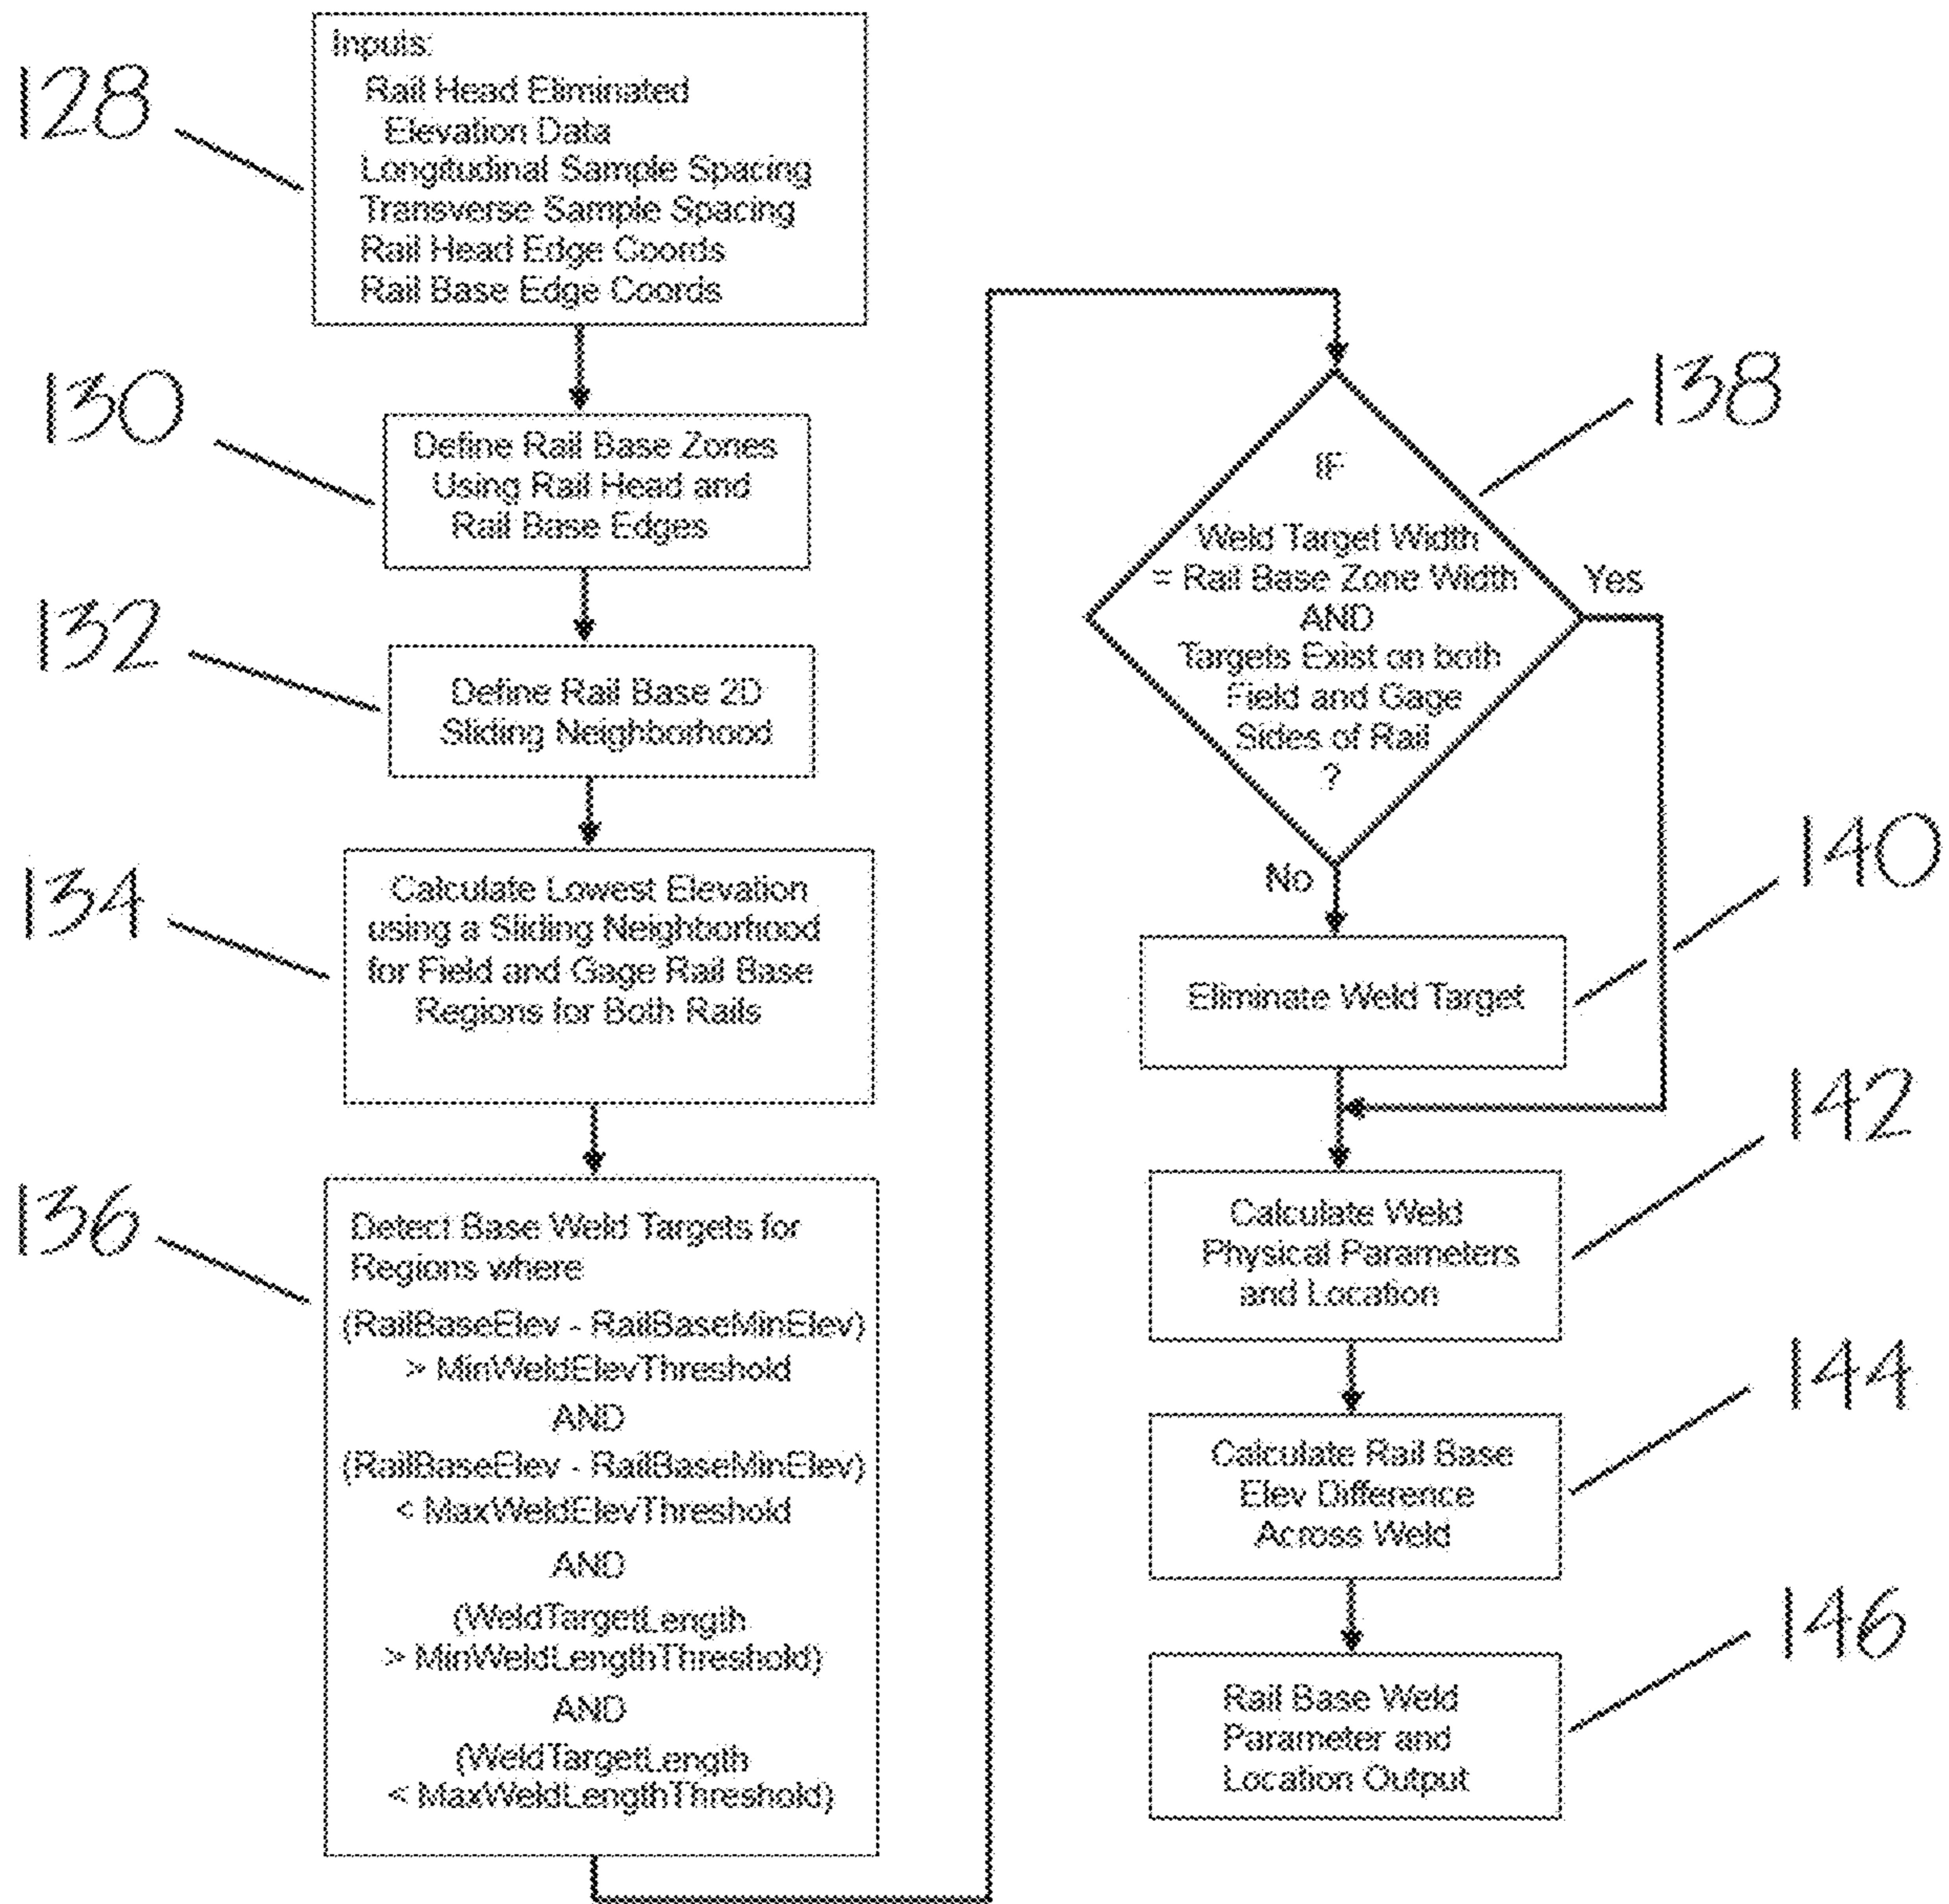 128
Inputs:
Rail Head Eliminated
Elevation Data
Longitudinal Sample Spacing
Transverse Sample Spacing
Rail Head Edge Coords
Rail Base Edge Coords
130
Define Rail Base Zones
Using Rail Head and
Rail Base Edges
132
Define Rail Base 2D
Sliding Neighborhood
134
Calculate Lowest Elevation
using a Sliding Neighborhood
for Field and Gage Rail Base
Regions for Both Rails
136
Detect Base Weld Targets for
Regions where
(RailBaseElev - RailBaseMinElev)
> MinWeldElevThreshold
AND
(RailBaseElev - RailBaseMinElev)
< MaxWeldElevThreshold
AND
(WeldTargetLength
> MinWeldLengthThreshold)
AND
(WeldTargetLength
< MaxWeldLengthThreshold)
138
IF
Weld Target Width
= Rail Base Zone Width
AND
Targets Exist on both
Field and Gage
Sides of Rail
?
Yes
No
140
Eliminate Weld Target
142
Calculate Weld
Physical Parameters
and Location
144
Calculate Rail Base
Elev Difference
Across Weld
146
Rail Base Weld
Parameter and
Location Output